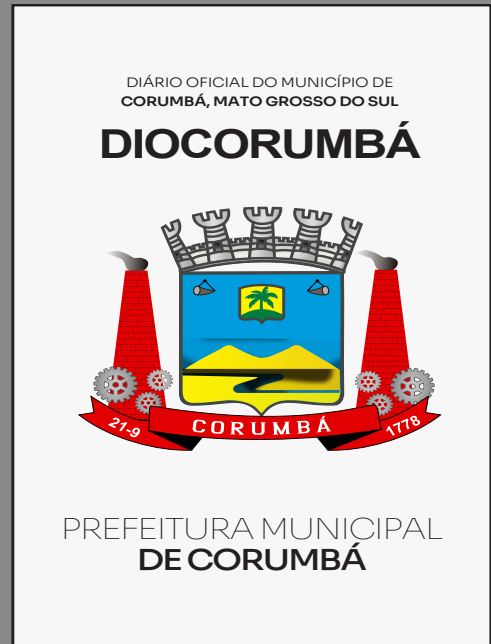 DIÁRIO OFICIAL DO MUNICÍPIO DE
CORUMBÁ, MATO GROSSO DO SUL
DIOCORUMBÁ
21-9 CORUMBÁ 1778
PREFEITURA MUNICIPAL
DE CORUMBÁ